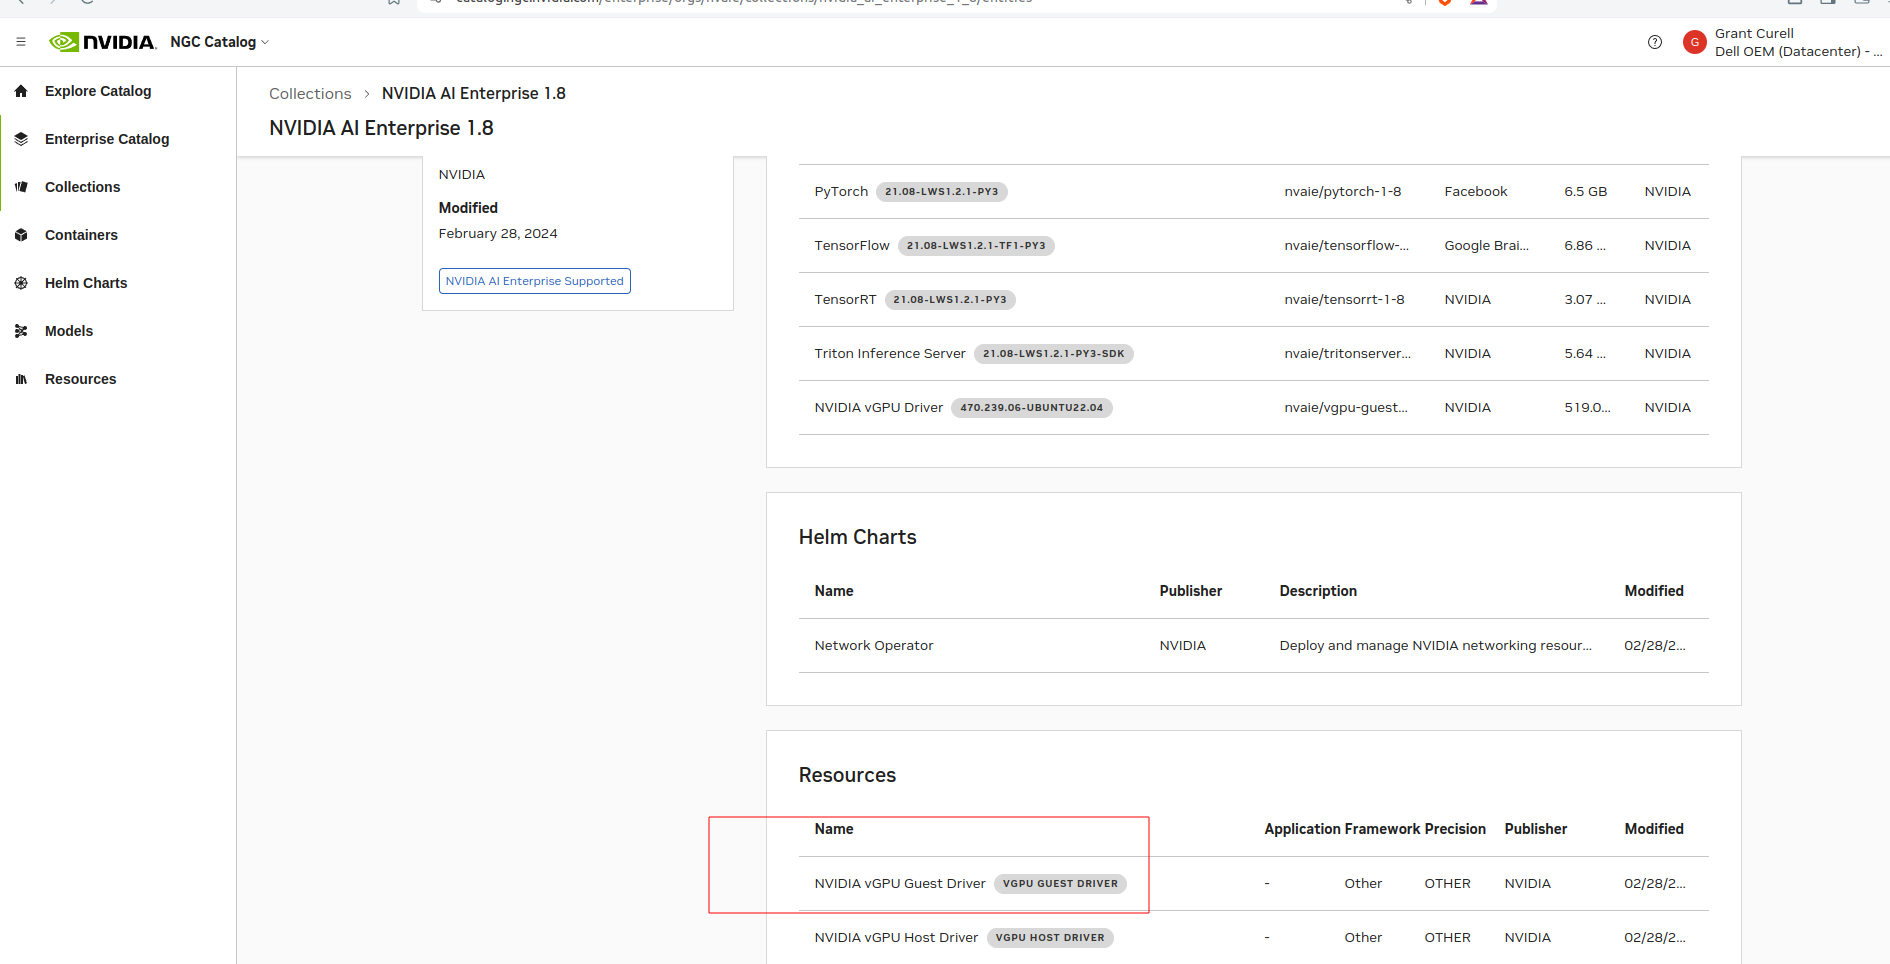 NVIDIA. NGC Catalog
Grant Curell
G
Dell OEM (Datacenter) - ...
Explore Catalog
Enterprise Catalog
Collections
Containers
Helm Charts
Models
Resources
Collections > NVIDIA AI Enterprise 1.8
NVIDIA AI Enterprise 1.8
NVIDIA
Modified
February 28, 2024
NVIDIA AI Enterprise Supported
PyTorch 21.08-LWS1.2.1-PY3 nvaie/pytorch-1-8 Facebook 6.5 GB NVIDIA
TensorFlow 21.08-LWS1.2.1-TF1-PY3 nvaie/tensorflow-... Google Brai... 6.86 ... NVIDIA
TensorRT 21.08-LWS1.2.1-PY3 nvaie/tensorrt-1-8 NVIDIA 3.07 ... NVIDIA
Triton Inference Server 21.08-LWS1.2.1-PY3-SDK nvaie/tritonserver... NVIDIA 5.64 ... NVIDIA
NVIDIA vGPU Driver 470.239.06-UBUNTU22.04 nvaie/vgpu-guest... NVIDIA 519.0... NVIDIA
Helm Charts
Name Publisher Description Modified
Network Operator NVIDIA Deploy and manage NVIDIA networking resour... 02/28/2...
Resources
Name Application Framework Precision Publisher Modified
NVIDIA vGPU Guest Driver VGPU GUEST DRIVER - Other OTHER NVIDIA 02/28/2...
NVIDIA vGPU Host Driver VGPU HOST DRIVER - Other OTHER NVIDIA 02/28/2...